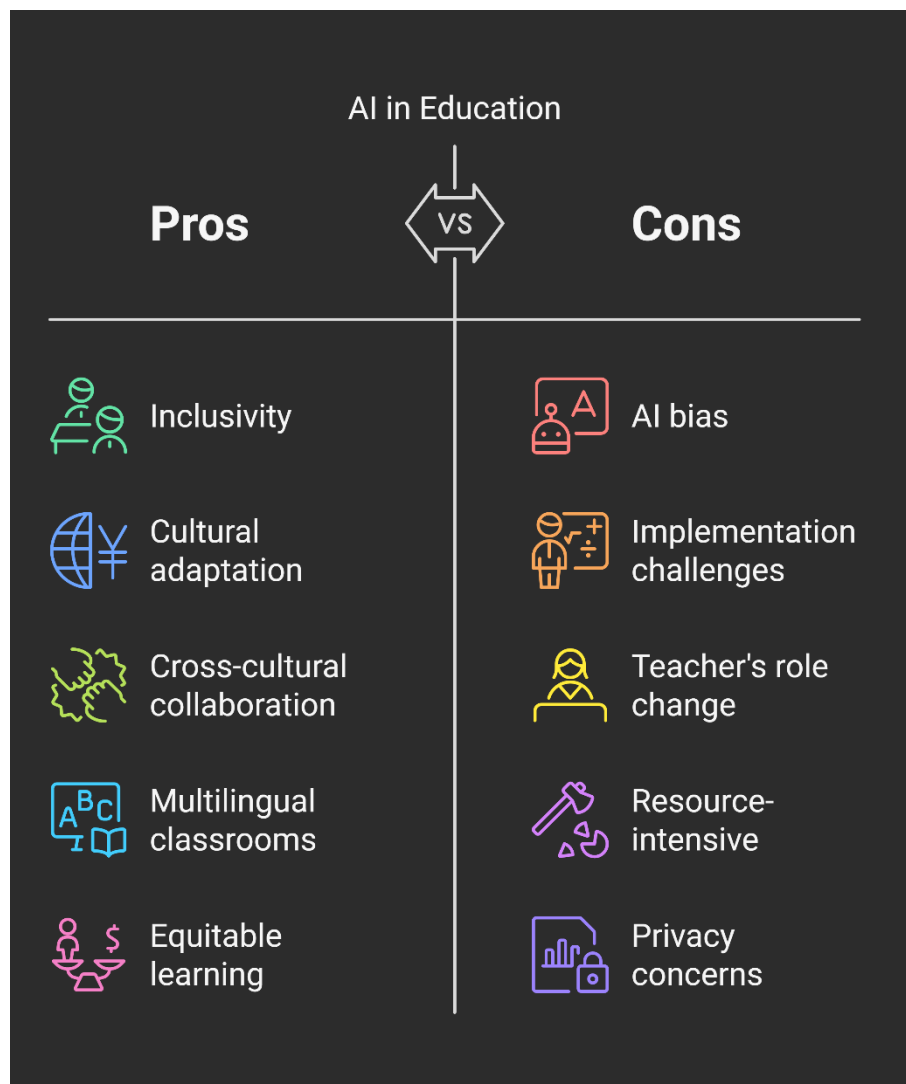 AI in Education
Pros
VS
Cons
Inclusivity
Cultural
adaptation
Cross-cultural
collaboration
A B C
I
Multilingual
classrooms
$
Equitable
learning
A
AI bias
Implementation
challenges
Teacher's role
change
Resource-
intensive
Privacy
concerns